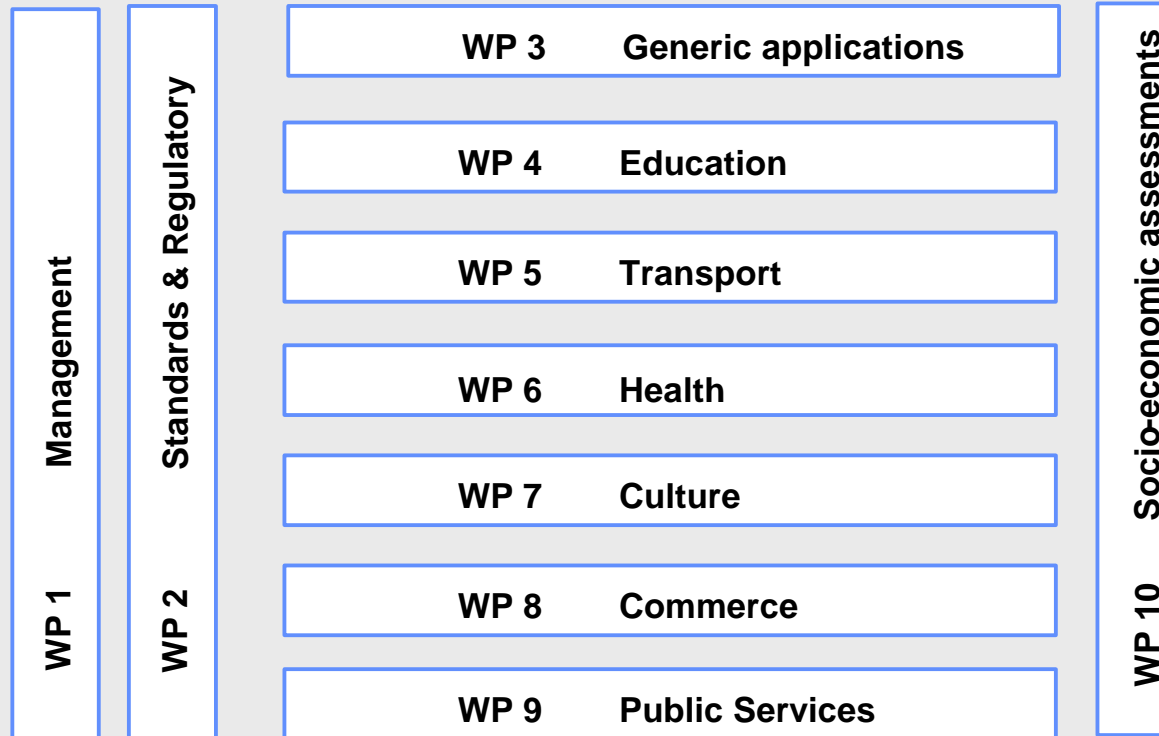 WP 1 Management
WP 2 Standards & Regulatory
WP 3 Generic applications
WP 4 Education
WP 5 Transport
WP 6 Health
WP 7 Culture
WP 8 Commerce
WP 9 Public Services
WP 10 Socio-economic assessments